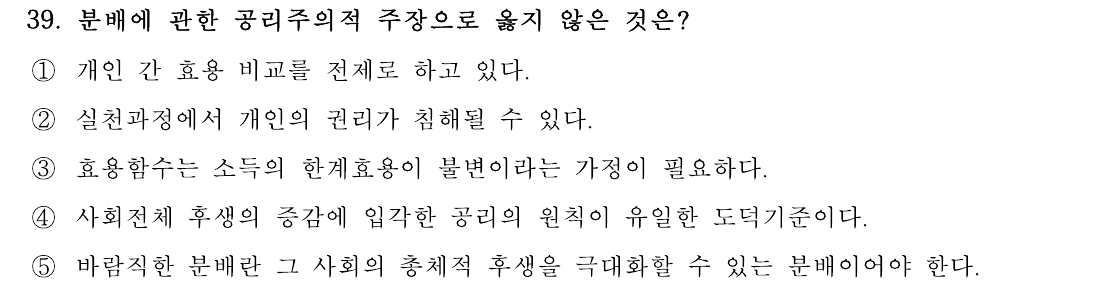 39. 분배에 관한 공리주의적 주장으로 옳지 않은 것은?
① 개인 간 효용 비교를 전제로 하고 있다.
② 실천과정에서 개인의 권리가 침해될 수 있다.
③ 효용함수는 소득의 한계효용이 불변이라는 가정이 필요하다.
④ 사회전체 후생의 증감에 입각한 공리의 원칙이 유일한 도덕기준이다.
⑤ 바람직한 분배란 그 사회의 총체적 후생을 극대화할 수 있는 분배이어야 한다.